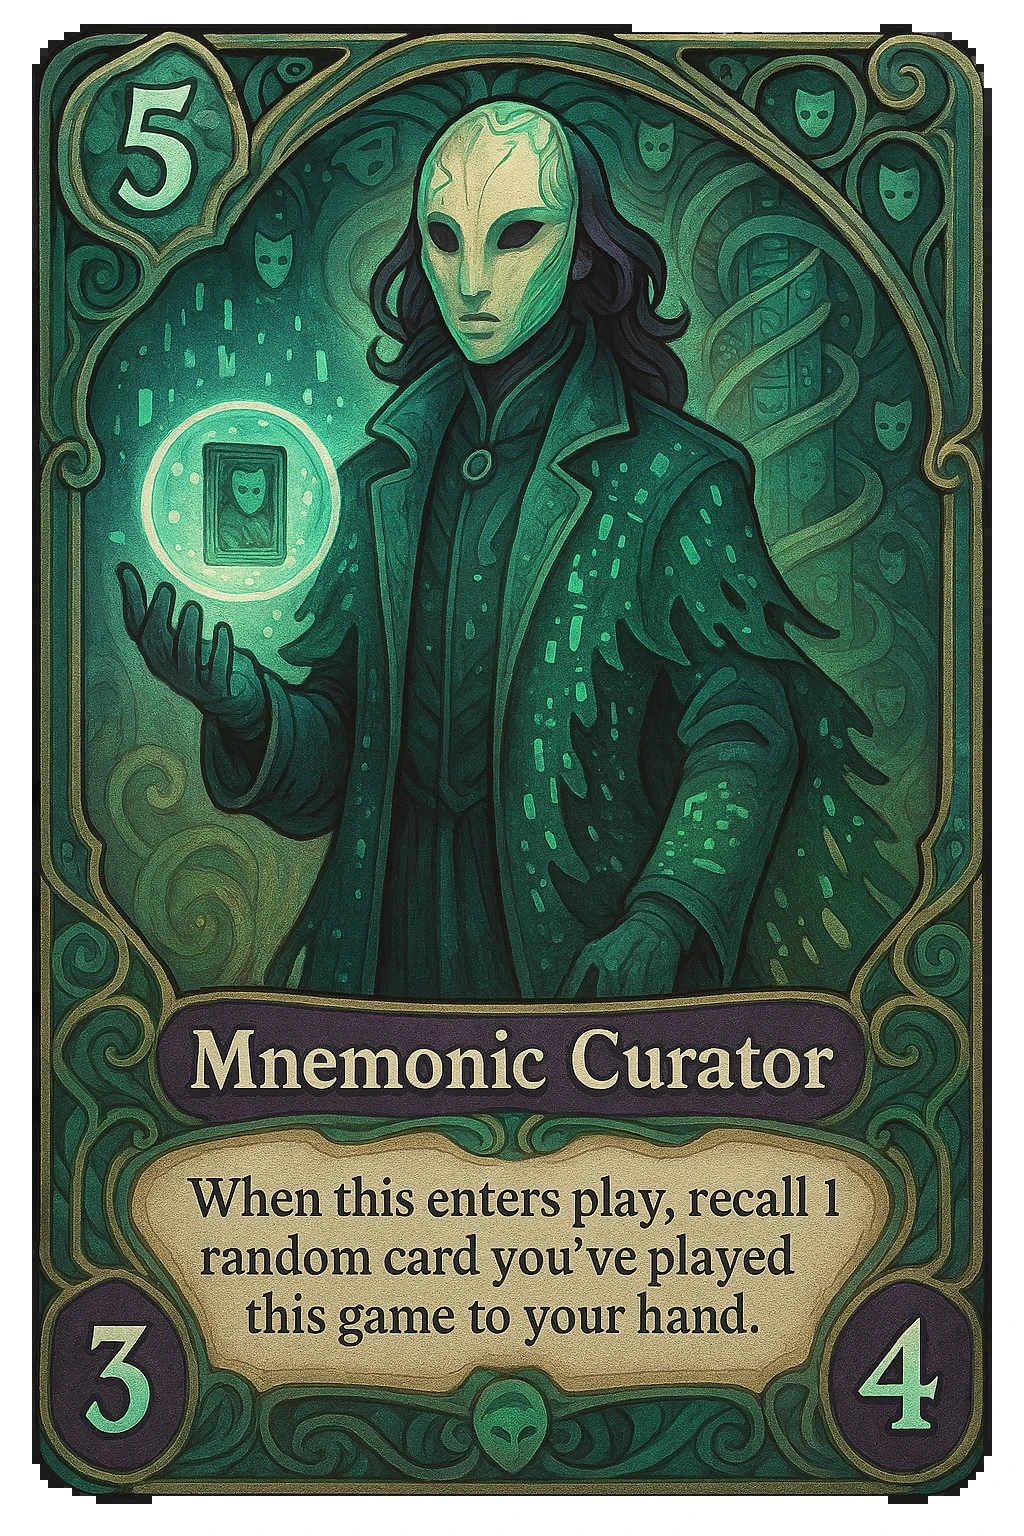 5
Mnemonic Curator
When this enters play, recall 1
random card you’ve played
this game to your hand.
3
4